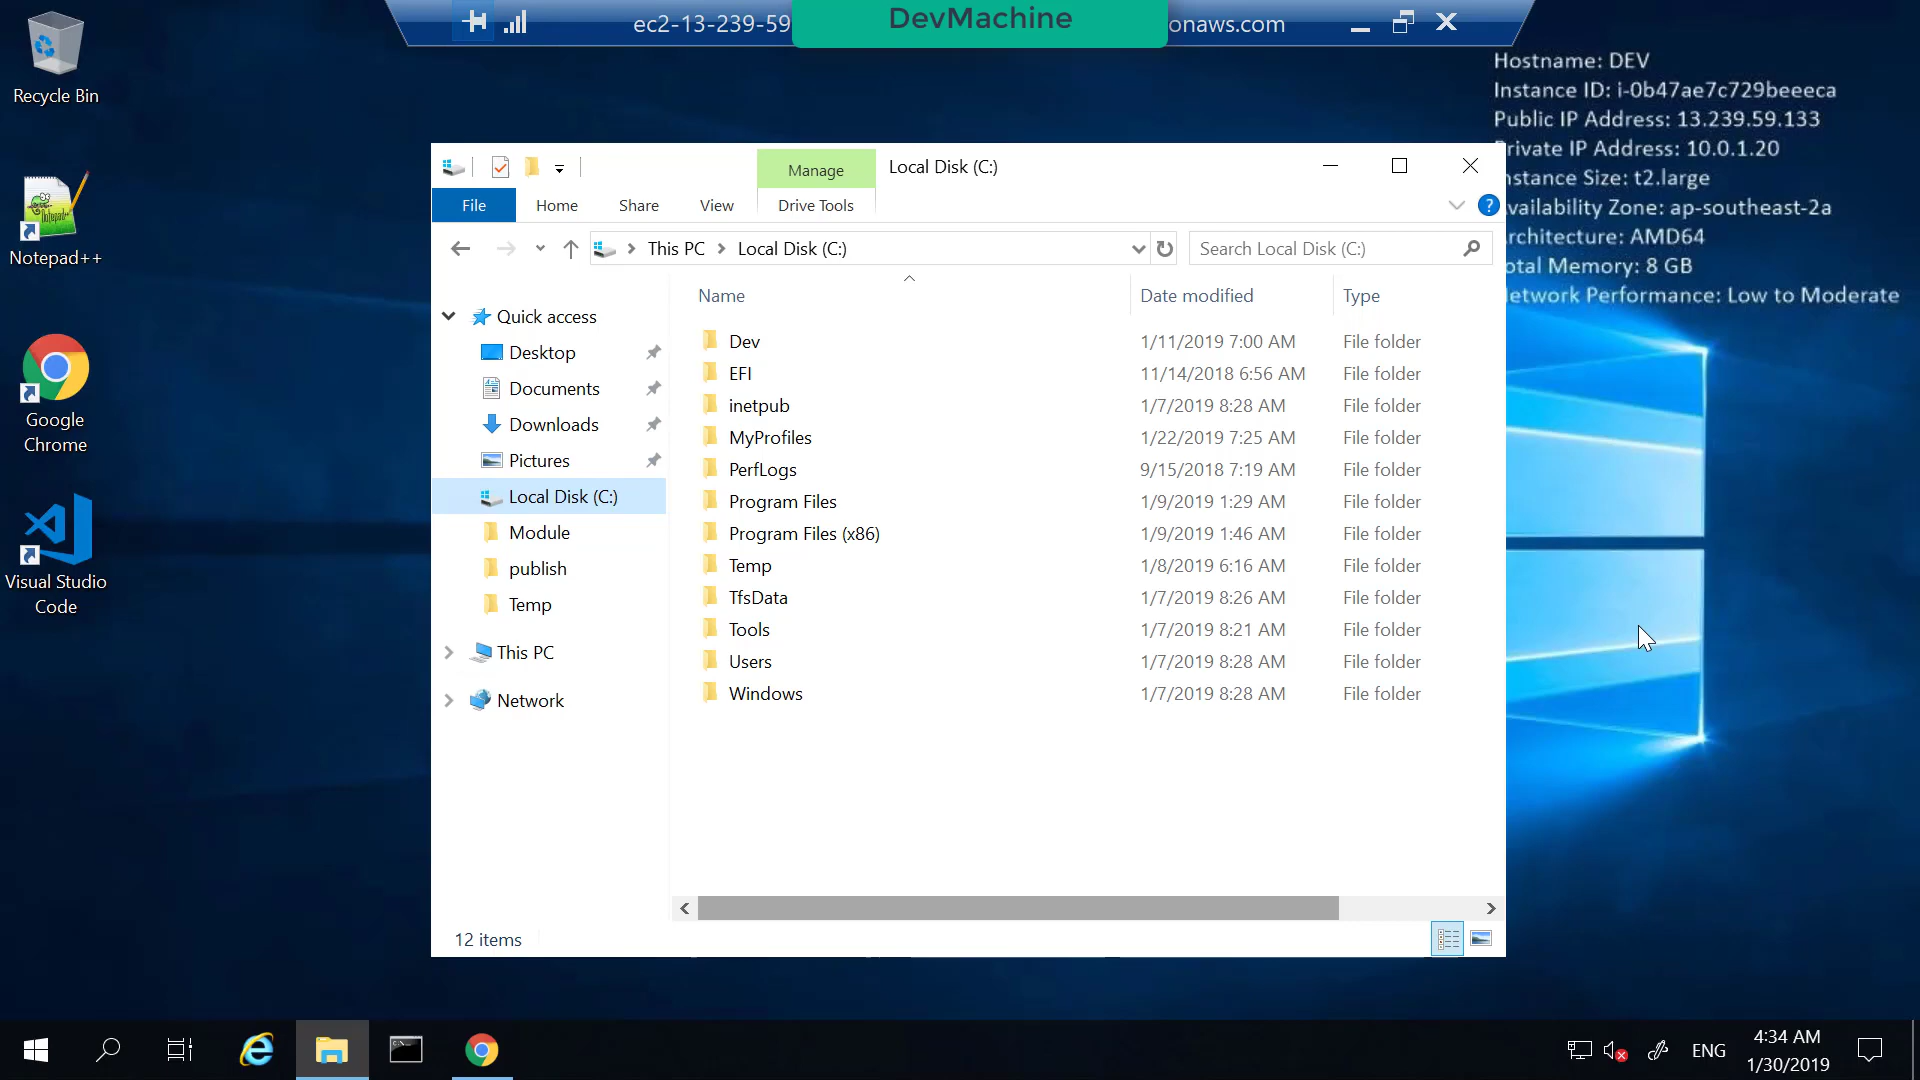 ec2-13-239-59
DevMachine
onaws.com
Recycle Bin
Notepad++
Google
Chrome
Visual Studio
Code
Hostname: DEV
Instance ID: i-0b47ae7c729beeeca
Public IP Address: 13.239.59.133
Private IP Address: 10.0.1.20
nstance Size: t2.large
vailability Zone: ap-southeast-2a
rchitecture: AMD64
otal Memory: 8 GB
etwork Performance: Low to Moderate
Manage
Local Disk (C:)
File
Home
Share
View
Drive Tools
?
This PC
Local Disk (C:)
Search Local Disk (C:)
Name
Date modified
Type
Quick access
Desktop
Documents
Downloads
Pictures
Local Disk (C:)
Module
publish
Temp
This PC
Network
Dev 1/11/2019 7:00 AM File folder
EFI 11/14/2018 6:56 AM File folder
inetpub 1/7/2019 8:28 AM File folder
MyProfiles 1/22/2019 7:25 AM File folder
PerfLogs 9/15/2018 7:19 AM File folder
Program Files 1/9/2019 1:29 AM File folder
Program Files (x86) 1/9/2019 1:46 AM File folder
Temp 1/8/2019 6:16 AM File folder
TfsData 1/7/2019 8:26 AM File folder
Tools 1/7/2019 8:21 AM File folder
Users 1/7/2019 8:28 AM File folder
Windows 1/7/2019 8:28 AM File folder
12 items
ENG
4:34 AM
1/30/2019